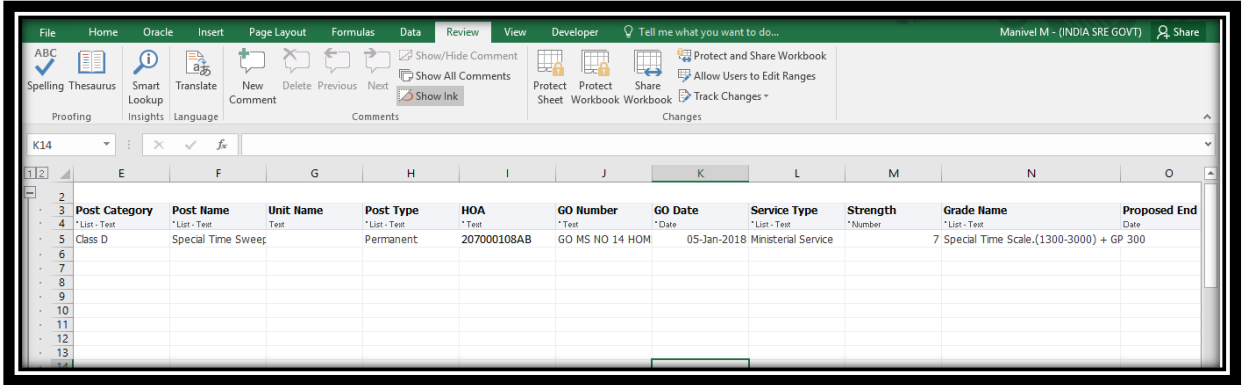 File Home Oracle Insert Page Layout Formulas Data Review View Developer Tell me what you want to do... Manivel M - (INDIA SRE GOVT) Share
ABC
Spelling Thesaurus Smart Lookup Translate New Comment Delete Previous Next Show/Hide Comment Show All Comments Show Ink Protect Sheet Protect Workbook Share Workbook Protect and Share Workbook Allow Users to Edit Ranges Track Changes
Proofing Insights Language Comments Changes
K14 fx
1 2 E F G H I J K L M N O
2
3 Post Category Post Name Unit Name Post Type HOA GO Number GO Date Service Type Strength Grade Name Proposed End
4 *List - Text *List - Text Text *List - Text *Text *Text *Date *List - Text *Number *List - Text Date
5 Class D Special Time Sweep Permanent 207000108AB GO MS NO 14 HOM 05-Jan-2018 Ministerial Service 7 Special Time Scale.(1300-3000) + GP 300
6
7
8
9
10
11
12
13
14